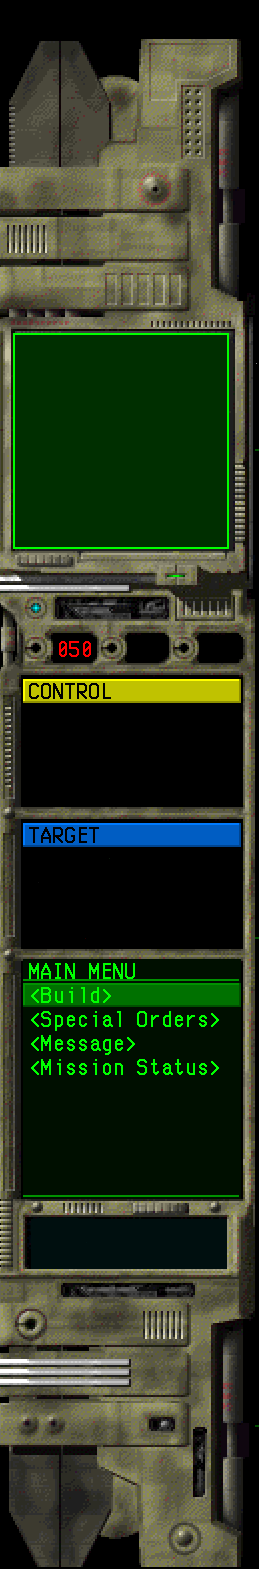 050
CONTROL
TARGET
MAIN MENU
<Build>
<Special Orders>
<Message>
<Mission Status>